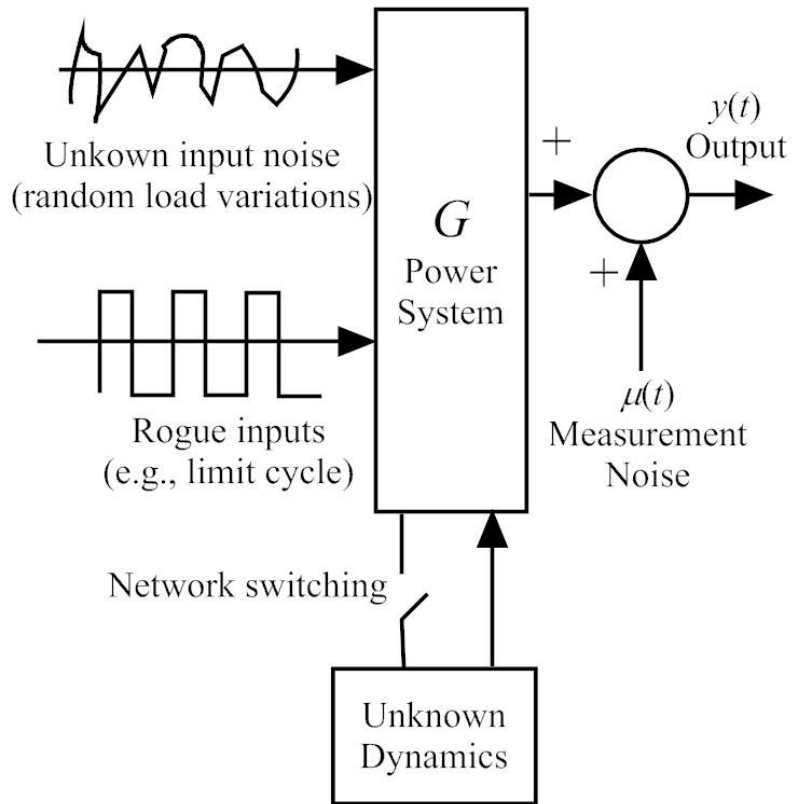 Unkown input noise
(random load variations)
Rogue inputs
(e.g., limit cycle)
G
Power
System
+
y(t)
Output
+
μ(t)
Measurement
Noise
Network switching
Unknown
Dynamics